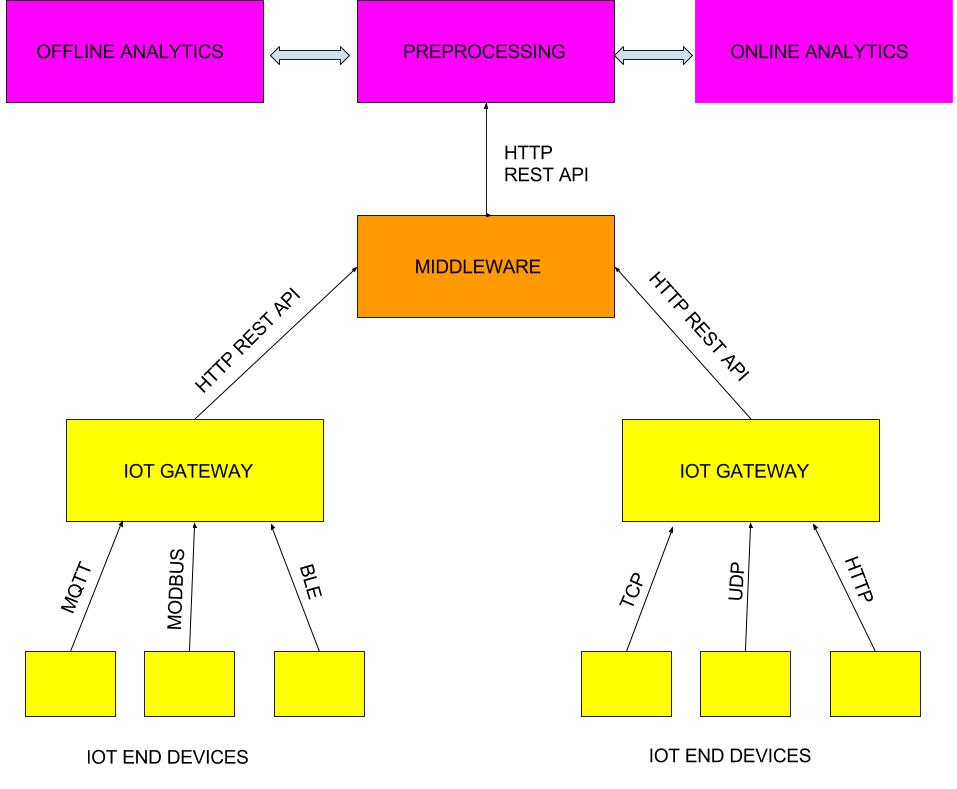 OFFLINE ANALYTICS
PREPROCESSING
ONLINE ANALYTICS
HTTP
REST API
MIDDLEWARE
HTTP REST API
HTTP REST API
IOT GATEWAY
IOT GATEWAY
MQTT
MODBUS
BLE
TCP
UDP
HTTP
IOT END DEVICES
IOT END DEVICES